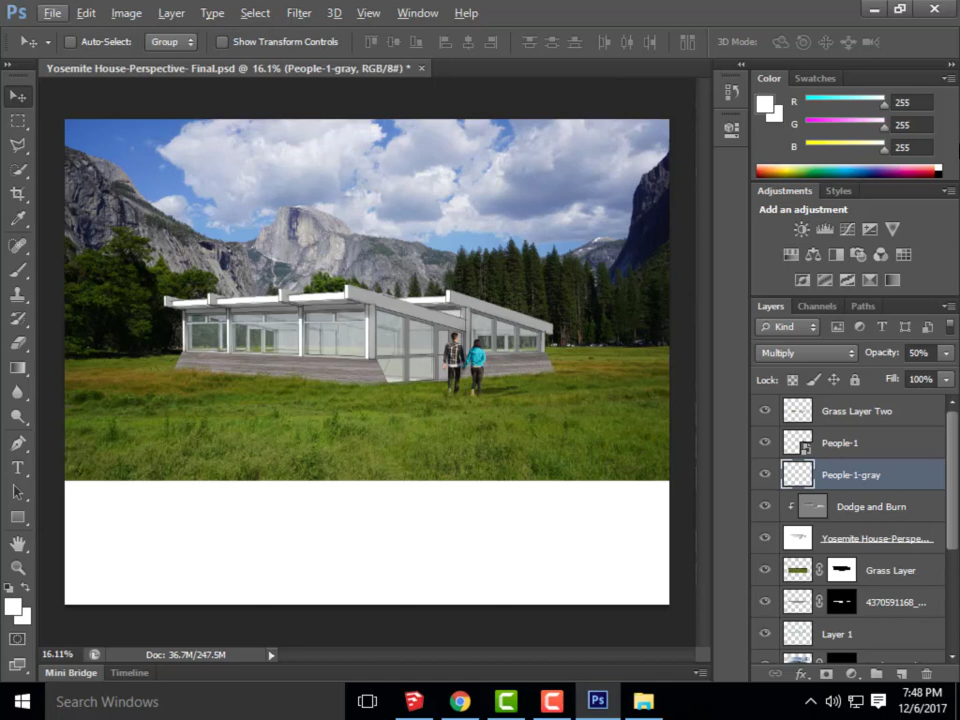 Ps File Edit Image Layer Type Select Filter 3D View Window Help
Auto-Select: Group Show Transform Controls 3D Mode:
Yosemite House-Perspective- Final.psd @ 16.1% (People-1-gray, RGB/8#) * ×
Color Swatches
R 255
G 255
B 255
Adjustments Styles
Add an adjustment
Layers Channels Paths
Kind
Multiply Opacity: 50%
Lock: Fill: 100%
Grass Layer Two
People-1
People-1-gray
Dodge and Burn
Yosemite House-Perspe...
Grass Layer
4370591168_...
Layer 1
16.11% Doc: 36.7M/247.5M
Mini Bridge Timeline
Search Windows
7:48 PM
12/6/2017